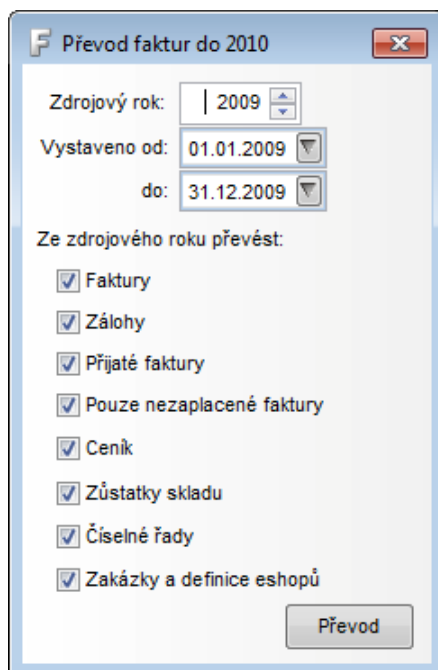 F Převod faktur do 2010
Zdrojový rok: 2009
Vystaveno od: 01.01.2009
do: 31.12.2009
Ze zdrojového roku převést:
Faktury
Zálohy
Přijaté faktury
Pouze nezaplacené faktury
Ceník
Zůstatky skladu
Číselné řady
Zakázky a definice eshopů
Převod